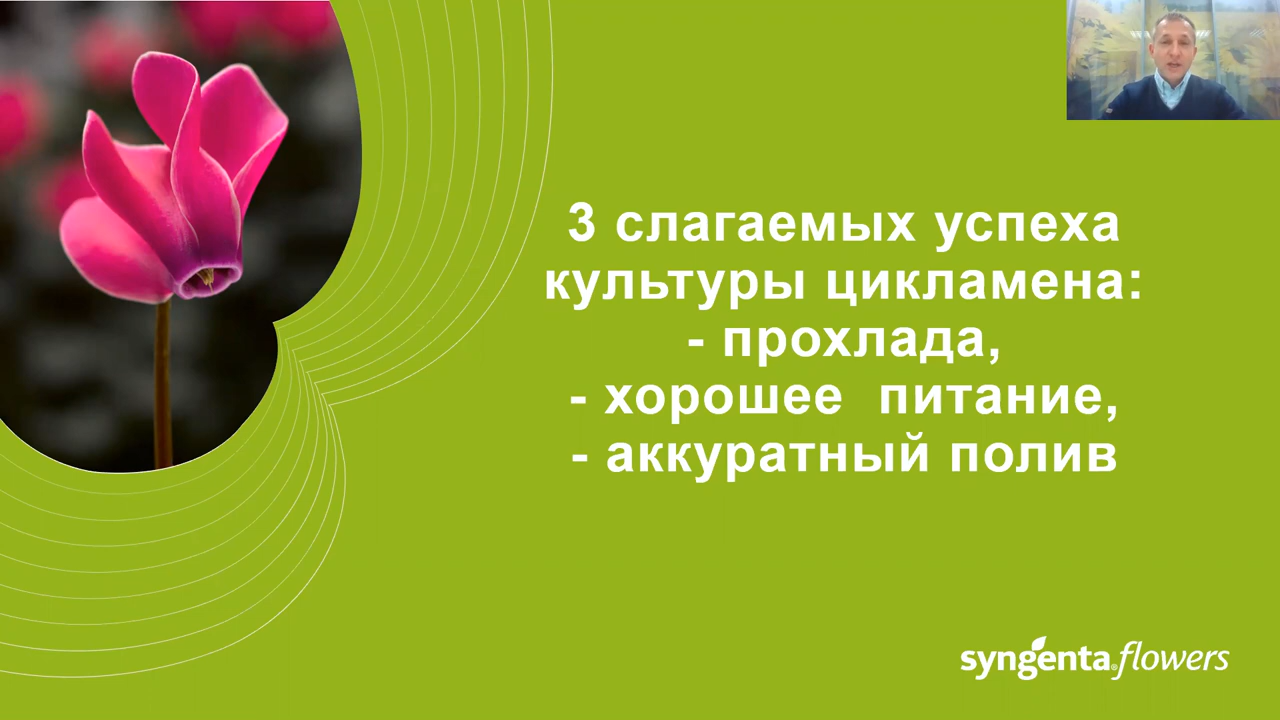 3 слагаемых успеха
культуры цикламена:
- прохлада,
- хорошее  питание,
- аккуратный полив
syngenta® flowers